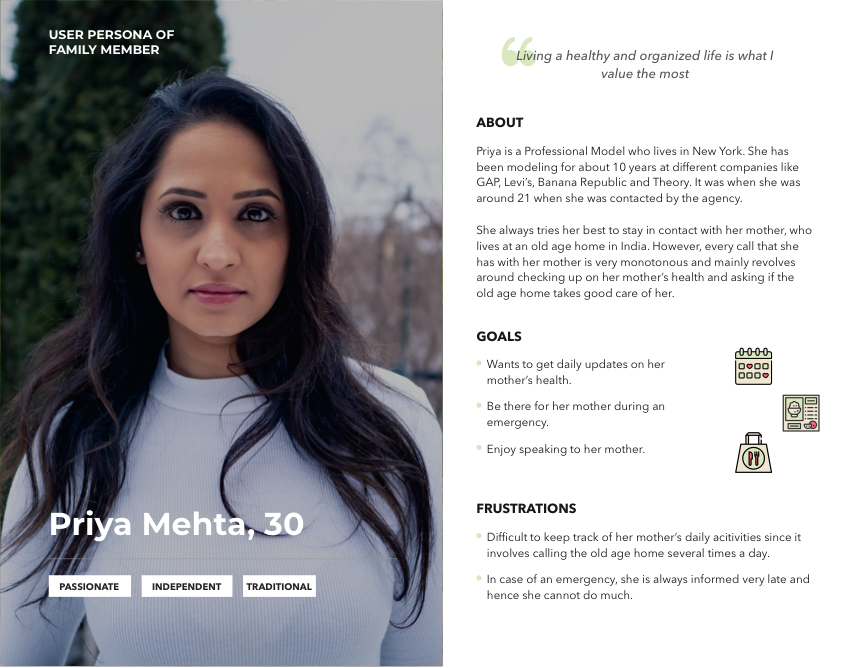 USER PERSONA OF
FAMILY MEMBER
Priya Mehta, 30
PASSIONATE
INDEPENDENT
TRADITIONAL
“Living a healthy and organized life is what I
value the most
ABOUT
Priya is a Professional Model who lives in New York. She has
been modeling for about 10 years at different companies like
GAP, Levi's, Banana Republic and Theory. It was when she was
around 21 when she was contacted by the agency.
She always tries her best to stay in contact with her mother, who
lives at an old age home in India. However, every call that she
has with her mother is very monotonous and mainly revolves
around checking up on her mother's health and asking if the
old age home takes good care of her.
GOALS
Wants to get daily updates on her
mother's health.
Be there for her mother during an
emergency.
Enjoy speaking to her mother.
FRUSTRATIONS
Difficult to keep track of her mother's daily acitivities since it
involves calling the old age home several times a day.
In case of an emergency, she is always informed very late and
hence she cannot do much.